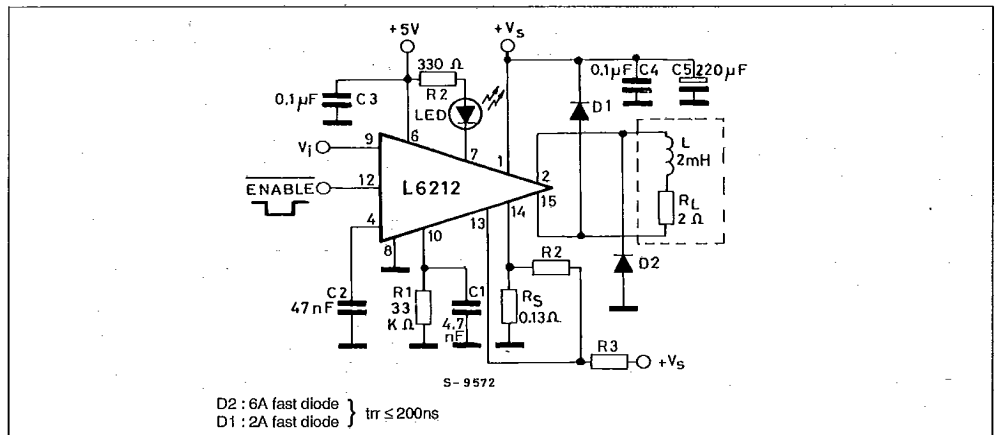 +5V
+Vs
330 Ω
R2
LED
0.1µF
C3
0.1µF
C4
C5
220µF
D1
Vi
9
6
7
1
2
15
L6212
ENABLE
12
4
8
10
13
14
L
2mH
RL
2 Ω
D2
C2
47nF
R1
33
KΩ
C1
4.7
nF
R2
RS
0.13Ω
R3
+Vs
S-9572
D2 : 6A fast diode
D1 : 2A fast diode
} trr ≤ 200ns